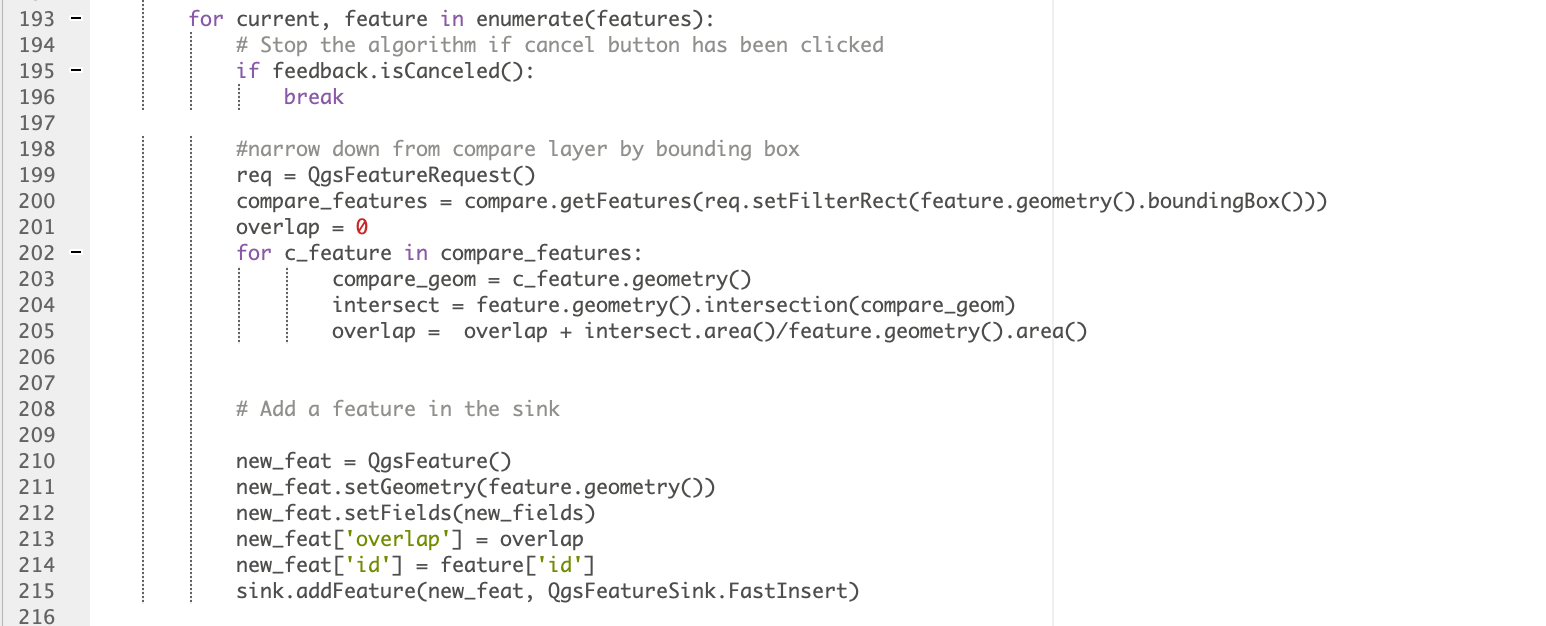 193 - for current, feature in enumerate(features):
194 # Stop the algorithm if cancel button has been clicked
195 - if feedback.isCanceled():
196 break
197
198 #narrow down from compare layer by bounding box
199 req = QgsFeatureRequest()
200 compare_features = compare.getFeatures(req.setFilterRect(feature.geometry().boundingBox()))
201 overlap = 0
202 - for c_feature in compare_features:
203 compare_geom = c_feature.geometry()
204 intersect = feature.geometry().intersection(compare_geom)
205 overlap =  overlap + intersect.area()/feature.geometry().area()
206
207
208 # Add a feature in the sink
209
210 new_feat = QgsFeature()
211 new_feat.setGeometry(feature.geometry())
212 new_feat.setFields(new_fields)
213 new_feat['overlap'] = overlap
214 new_feat['id'] = feature['id']
215 sink.addFeature(new_feat, QgsFeatureSink.FastInsert)
216